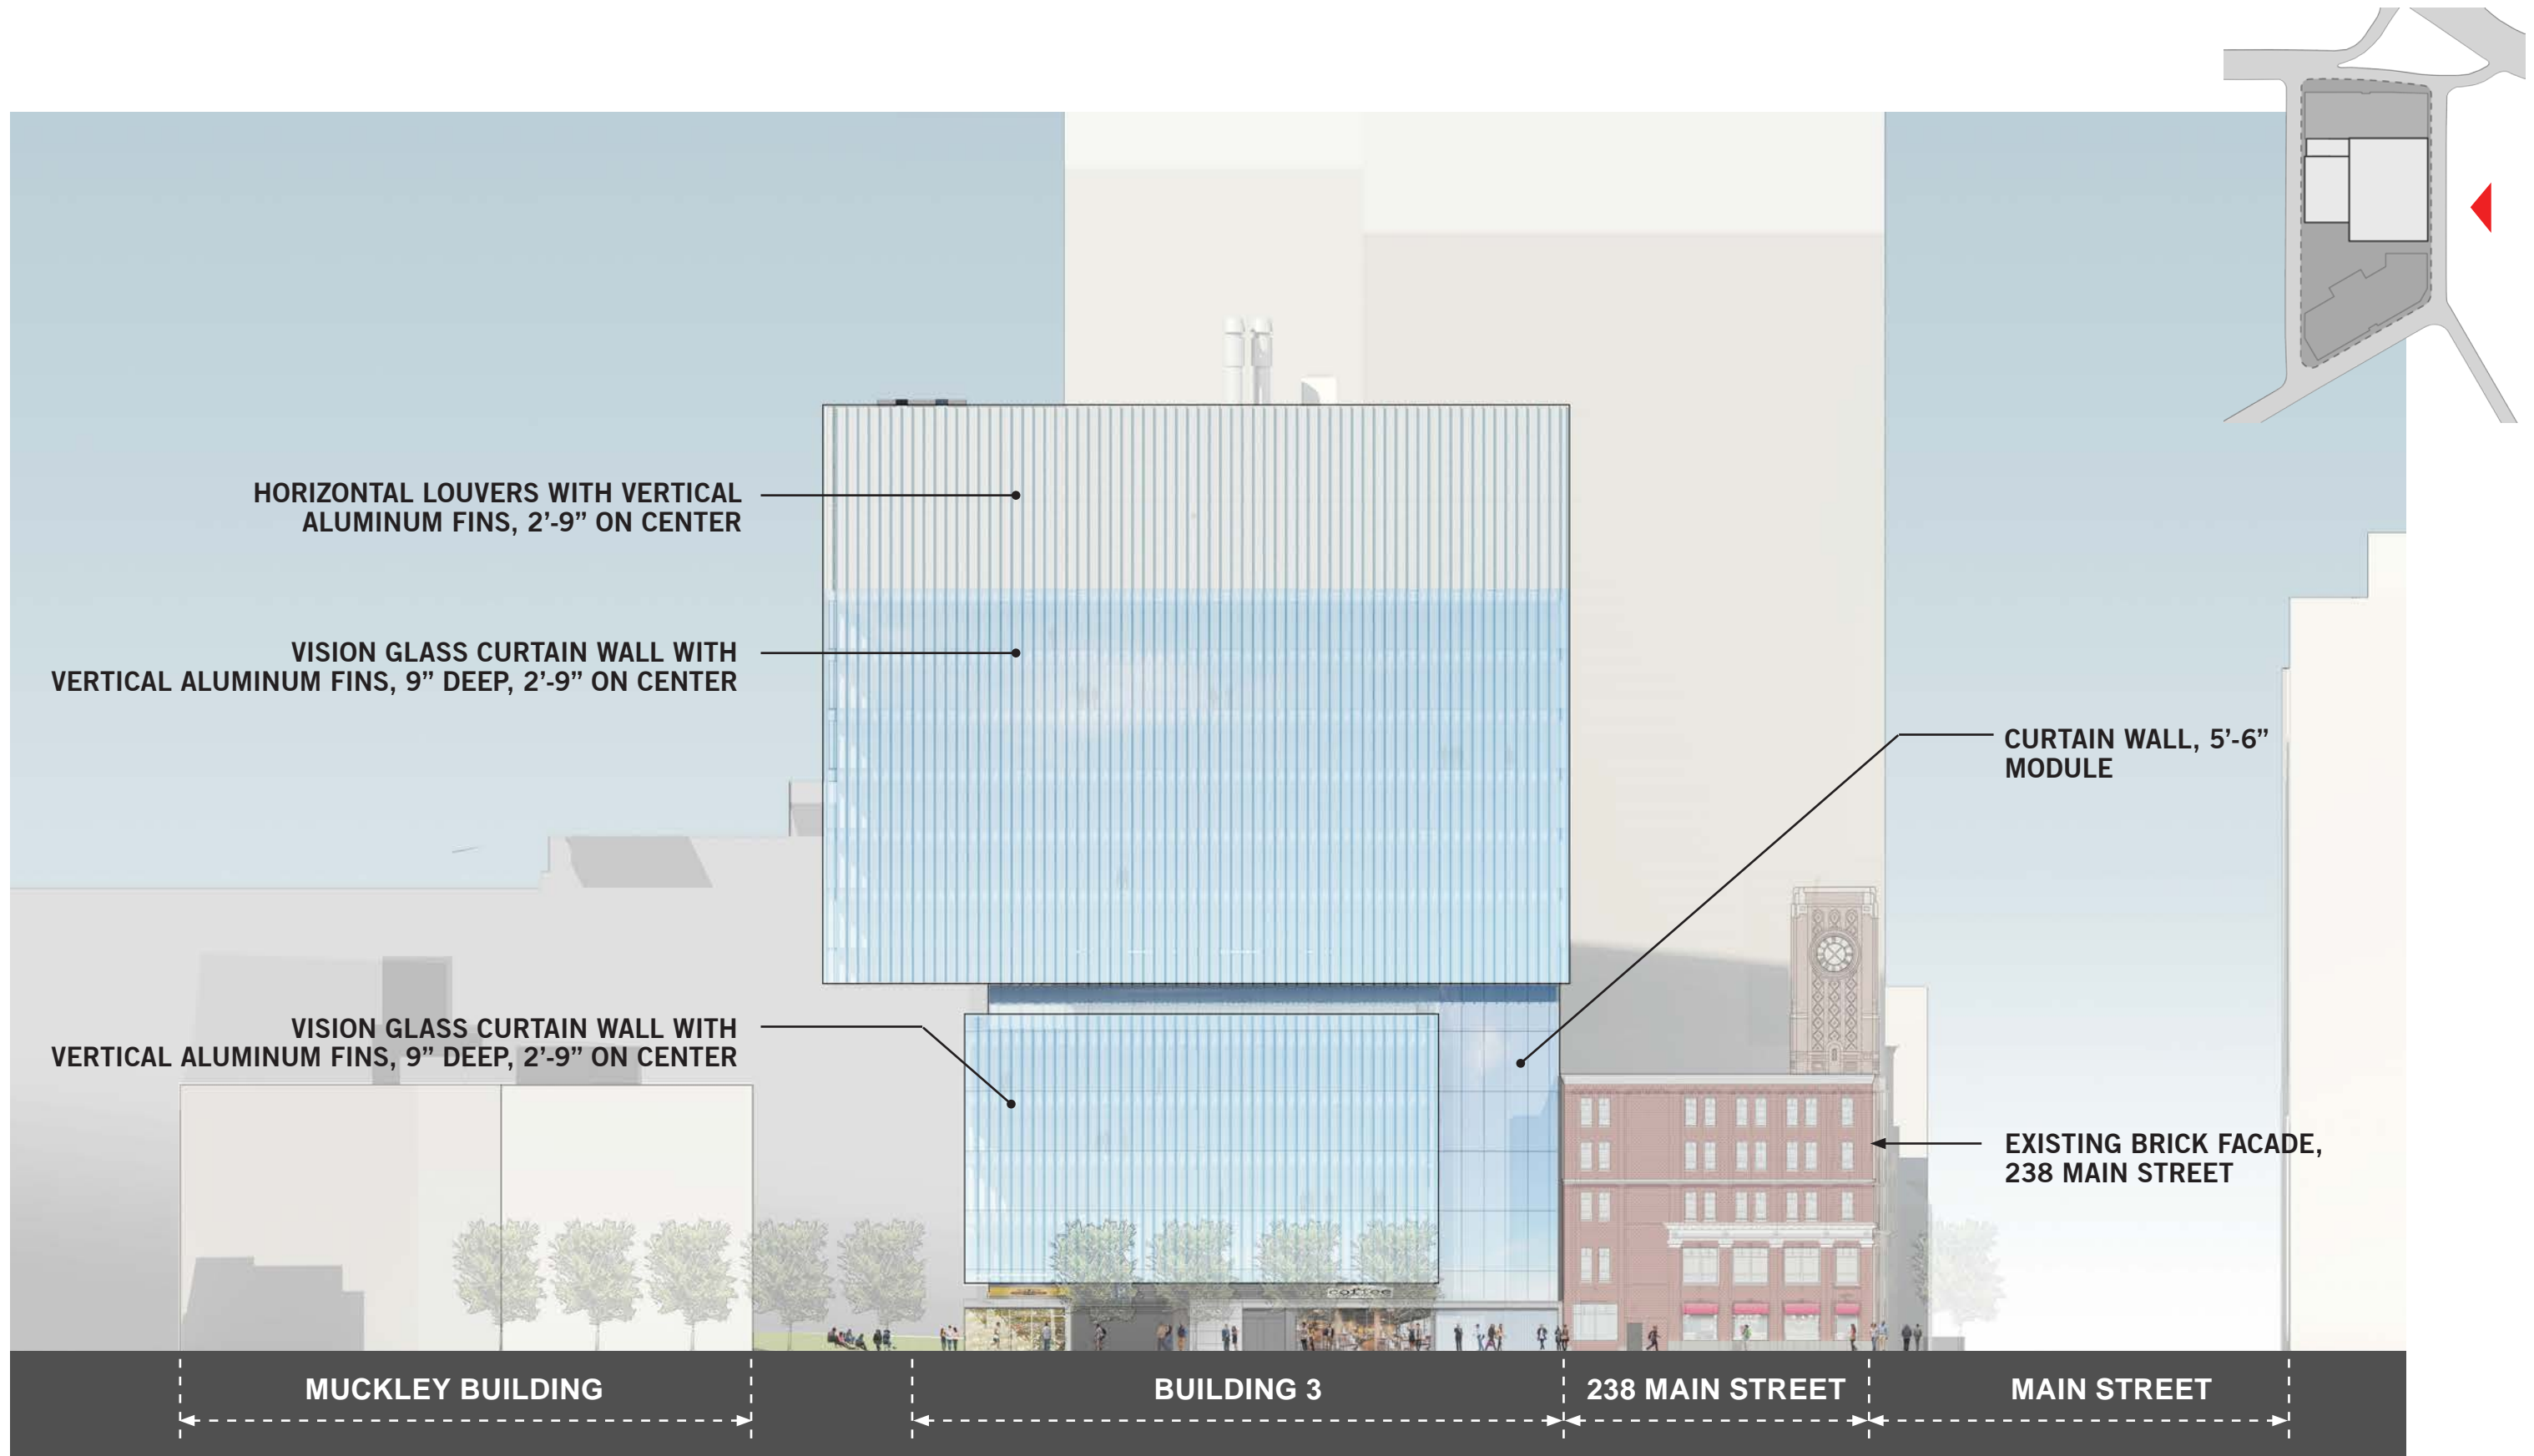 HORIZONTAL LOUVERS WITH VERTICAL
ALUMINUM FINS, 2’-9” ON CENTER
VISION GLASS CURTAIN WALL WITH
VERTICAL ALUMINUM FINS, 9” DEEP, 2’-9” ON CENTER
CURTAIN WALL, 5’-6”
MODULE
VISION GLASS CURTAIN WALL WITH
VERTICAL ALUMINUM FINS, 9” DEEP, 2’-9” ON CENTER
EXISTING BRICK FACADE,
238 MAIN STREET
P
coffee
MUCKLEY BUILDING
BUILDING 3
238 MAIN STREET
MAIN STREET